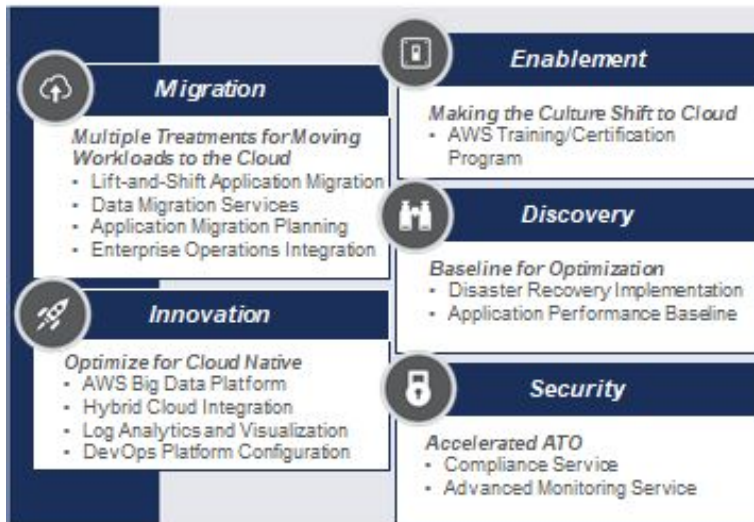 Migration
Multiple Treatments for Moving
Workloads to the Cloud
▪ Lift-and-Shift Application Migration
▪ Data Migration Services
▪ Application Migration Planning
▪ Enterprise Operations Integration
Innovation
Optimize for Cloud Native
▪ AWS Big Data Platform
▪ Hybrid Cloud Integration
▪ Log Analytics and Visualization
▪ DevOps Platform Configuration
Enablement
Making the Culture Shift to Cloud
▪ AWS Training/Certification
Program
Discovery
Baseline for Optimization
▪ Disaster Recovery Implementation
▪ Application Performance Baseline
Security
Accelerated ATO
▪ Compliance Service
▪ Advanced Monitoring Service